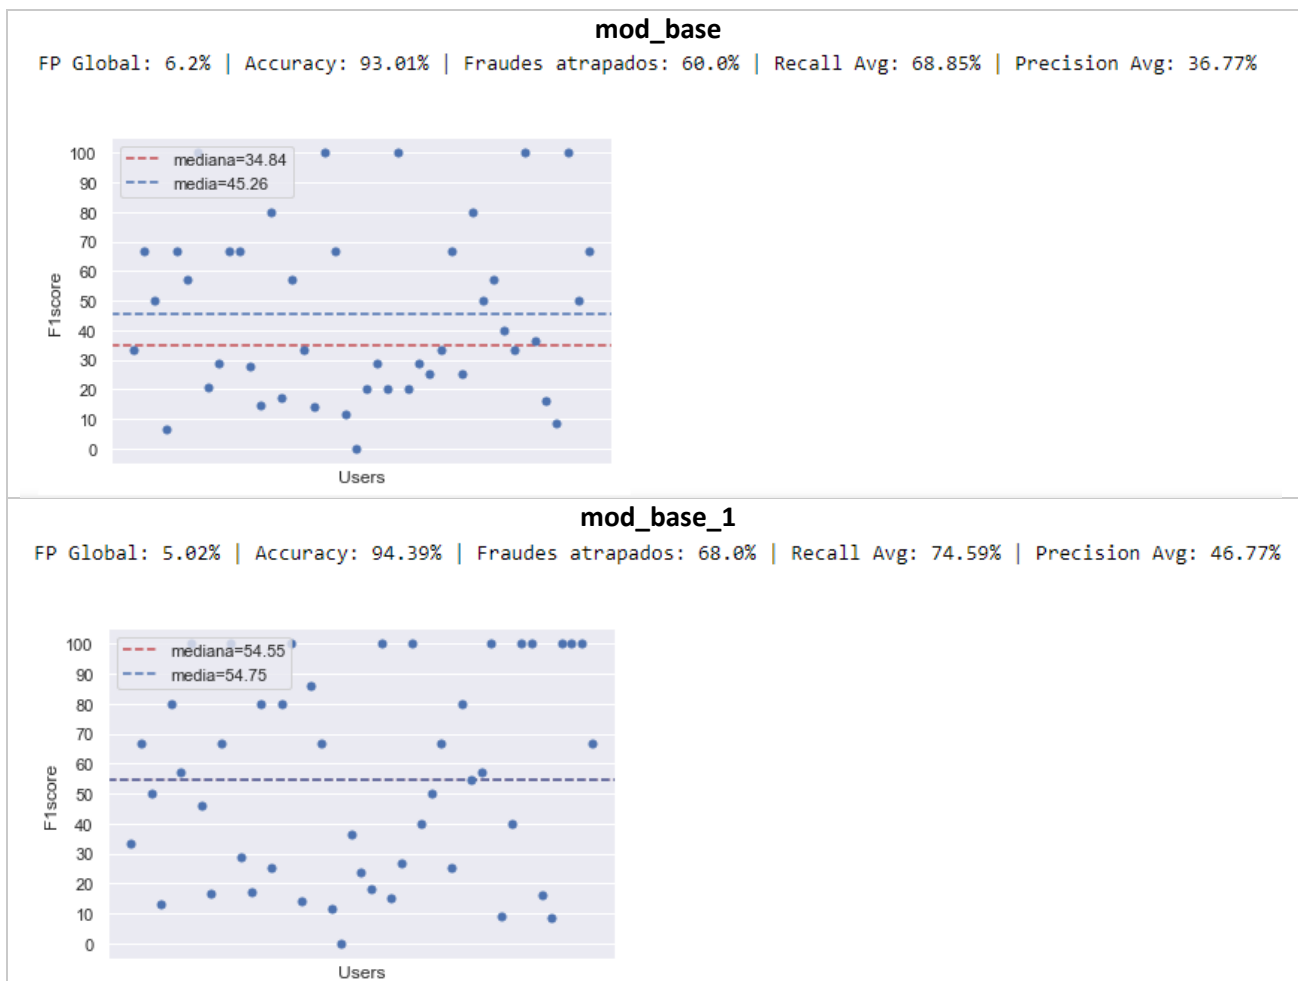 mod_base
FP Global: 6.2% | Accuracy: 93.01% | Fraudes atrapados: 60.0% | Recall Avg: 68.85% | Precision Avg: 36.77%
mediana=34.84
media=45.26
100
90
80
70
60
50
40
30
20
10
0
F1score
Users
mod_base_1
FP Global: 5.02% | Accuracy: 94.39% | Fraudes atrapados: 68.0% | Recall Avg: 74.59% | Precision Avg: 46.77%
mediana=54.55
media=54.75
100
90
80
70
60
50
40
30
20
10
0
F1score
Users